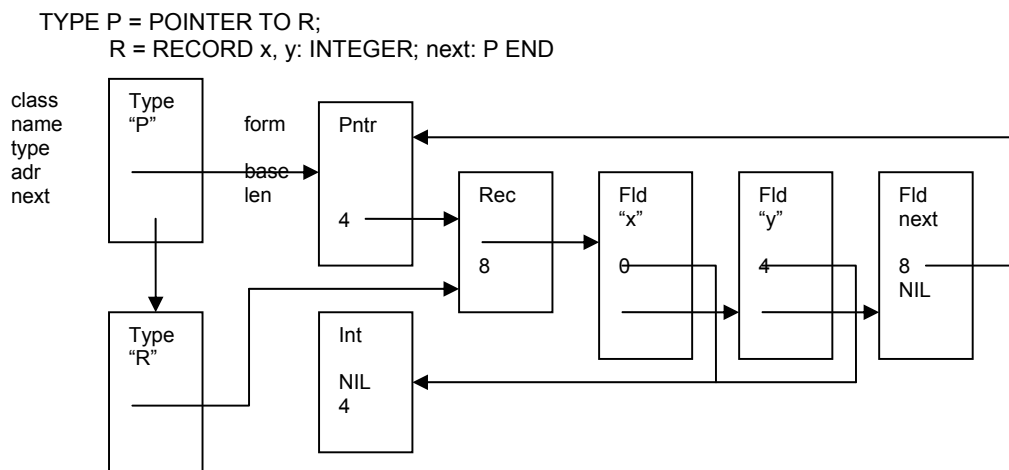 TYPE P = POINTER TO R;
R = RECORD x, y: INTEGER; next: P END
class
name
type
adr
next
Type
“P”
form
base
len
Pntr
4
Rec
8
Fld
“x”
0
Fld
“y”
4
Fld
next
8
NIL
Type
“R”
Int
NIL
4